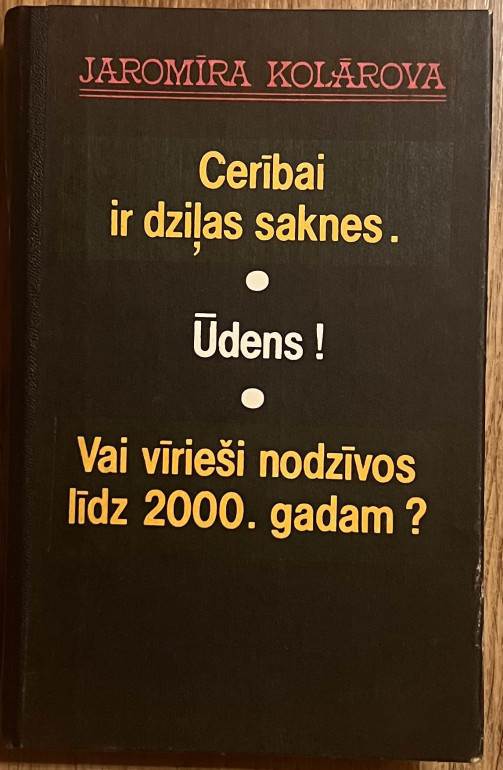 JAROMĪRA KOLĀROVA
Cerībai
ir dziļas saknes.
Ūdens!
Vai vīrieši nodzīvos
līdz 2000. gadam?